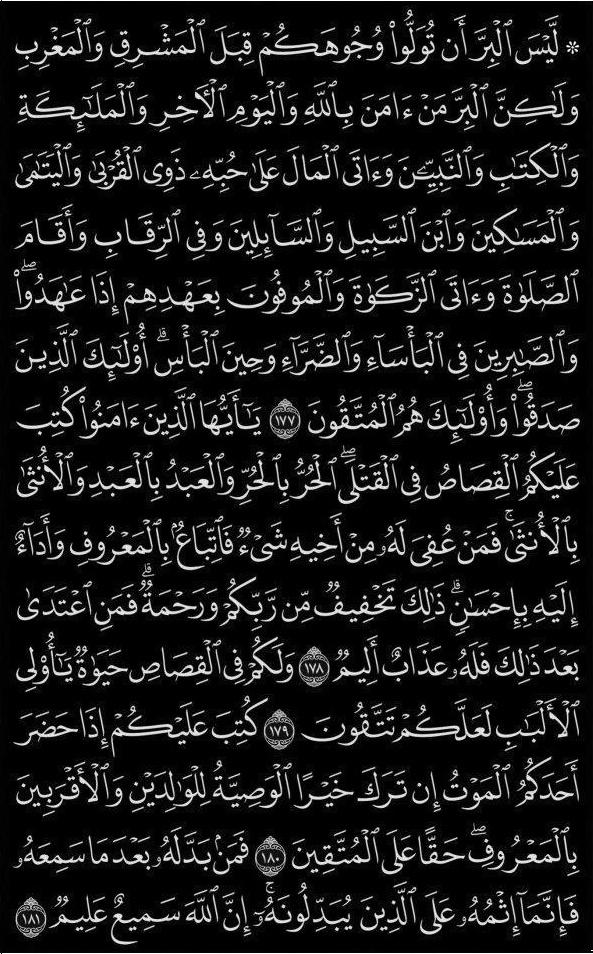 ۞ لَّيۡسَ ٱلۡبِرَّ أَن تُوَلُّواْ وُجُوهَكُمۡ قِبَلَ ٱلۡمَشۡرِقِ وَٱلۡمَغۡرِبِ
وَلَٰكِنَّ ٱلۡبِرَّ مَنۡ ءَامَنَ بِٱللَّهِ وَٱلۡيَوۡمِ ٱلۡأٓخِرِ وَٱلۡمَلَٰٓئِكَةِ
وَٱلۡكِتَٰبِ وَٱلنَّبِيِّـۧنَ وَءَاتَى ٱلۡمَالَ عَلَىٰ حُبِّهِۦ ذَوِي ٱلۡقُرۡبَىٰ وَٱلۡيَتَٰمَىٰ
وَٱلۡمَسَٰكِينَ وَٱبۡنَ ٱلسَّبِيلِ وَٱلسَّآئِلِينَ وَفِي ٱلرِّقَابِ وَأَقَامَ
ٱلصَّلَوٰةَ وَءَاتَى ٱلزَّكَوٰةَ وَٱلۡمُوفُونَ بِعَهۡدِهِمۡ إِذَا عَٰهَدُواْۖ
وَٱلصَّٰبِرِينَ فِي ٱلۡبَأۡسَآءِ وَٱلضَّرَّآءِ وَحِينَ ٱلۡبَأۡسِۗ أُوْلَٰٓئِكَ ٱلَّذِينَ
صَدَقُواْۖ وَأُوْلَٰٓئِكَ هُمُ ٱلۡمُتَّقُونَ ١٧٧ يَٰٓأَيُّهَا ٱلَّذِينَ ءَامَنُواْ كُتِبَ
عَلَيۡكُمُ ٱلۡقِصَاصُ فِي ٱلۡقَتۡلَىۖ ٱلۡحُرُّ بِٱلۡحُرِّ وَٱلۡعَبۡدُ بِٱلۡعَبۡدِ وَٱلۡأُنثَىٰ
بِٱلۡأُنثَىٰۚ فَمَنۡ عُفِيَ لَهُۥ مِنۡ أَخِيهِ شَيۡءٞ فَٱتِّبَاعُۢ بِٱلۡمَعۡرُوفِ وَأَدَآءٌ
إِلَيۡهِ بِإِحۡسَٰنٖۗ ذَٰلِكَ تَخۡفِيفٞ مِّن رَّبِّكُمۡ وَرَحۡمَةٞۗ فَمَنِ ٱعۡتَدَىٰ
بَعۡدَ ذَٰلِكَ فَلَهُۥ عَذَابٌ أَلِيمٞ ١٧٨ وَلَكُمۡ فِي ٱلۡقِصَاصِ حَيَوٰةٞ يَٰٓأُوْلِي
ٱلۡأَلۡبَٰبِ لَعَلَّكُمۡ تَتَّقُونَ ١٧٩ كُتِبَ عَلَيۡكُمۡ إِذَا حَضَرَ
أَحَدَكُمُ ٱلۡمَوۡتُ إِن تَرَكَ خَيۡرًا ٱلۡوَصِيَّةُ لِلۡوَٰلِدَيۡنِ وَٱلۡأَقۡرَبِينَ
بِٱلۡمَعۡرُوفِۖ حَقًّا عَلَى ٱلۡمُتَّقِينَ ١٨٠ فَمَنۢ بَدَّلَهُۥ بَعۡدَ مَا سَمِعَهُۥ
فَإِنَّمَآ إِثۡمُهُۥ عَلَى ٱلَّذِينَ يُبَدِّلُونَهُۥٓۚ إِنَّ ٱللَّهَ سَمِيعٌ عَلِيمٞ ١٨١